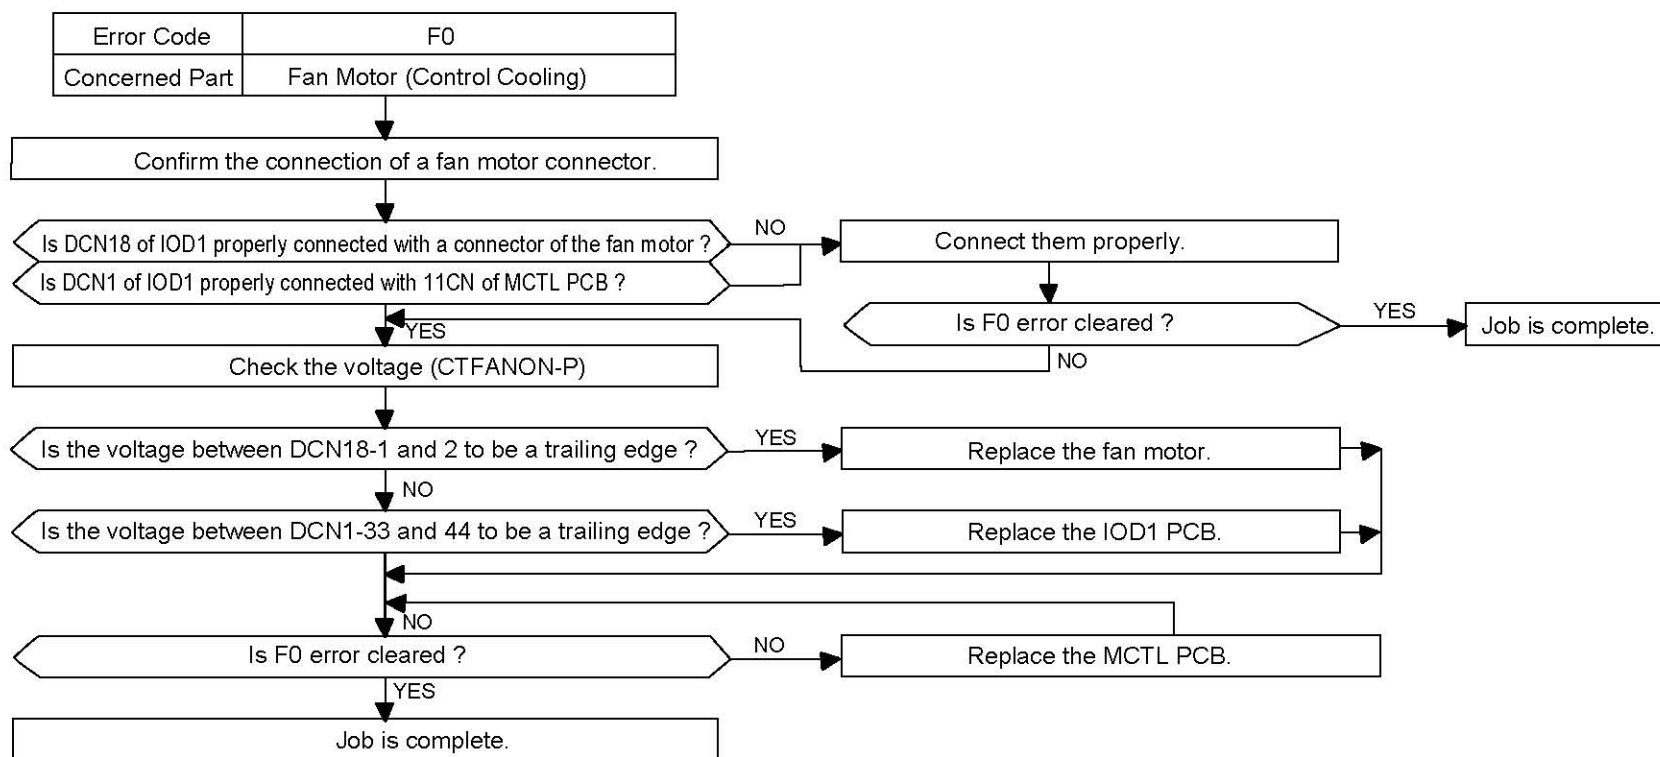 Error Code F0
Concerned Part Fan Motor (Control Cooling)
Confirm the connection of a fan motor connector.
Is DCN18 of IOD1 properly connected with a connector of the fan motor ?
NO
Connect them properly.
Is DCN1 of IOD1 properly connected with 11CN of MCTL PCB ?
YES
Is F0 error cleared ?
YES
Job is complete.
NO
Check the voltage (CTFANON-P)
Is the voltage between DCN18-1 and 2 to be a trailing edge ?
YES
Replace the fan motor.
NO
Is the voltage between DCN1-33 and 44 to be a trailing edge ?
YES
Replace the IOD1 PCB.
NO
Is F0 error cleared ?
NO
Replace the MCTL PCB.
YES
Job is complete.